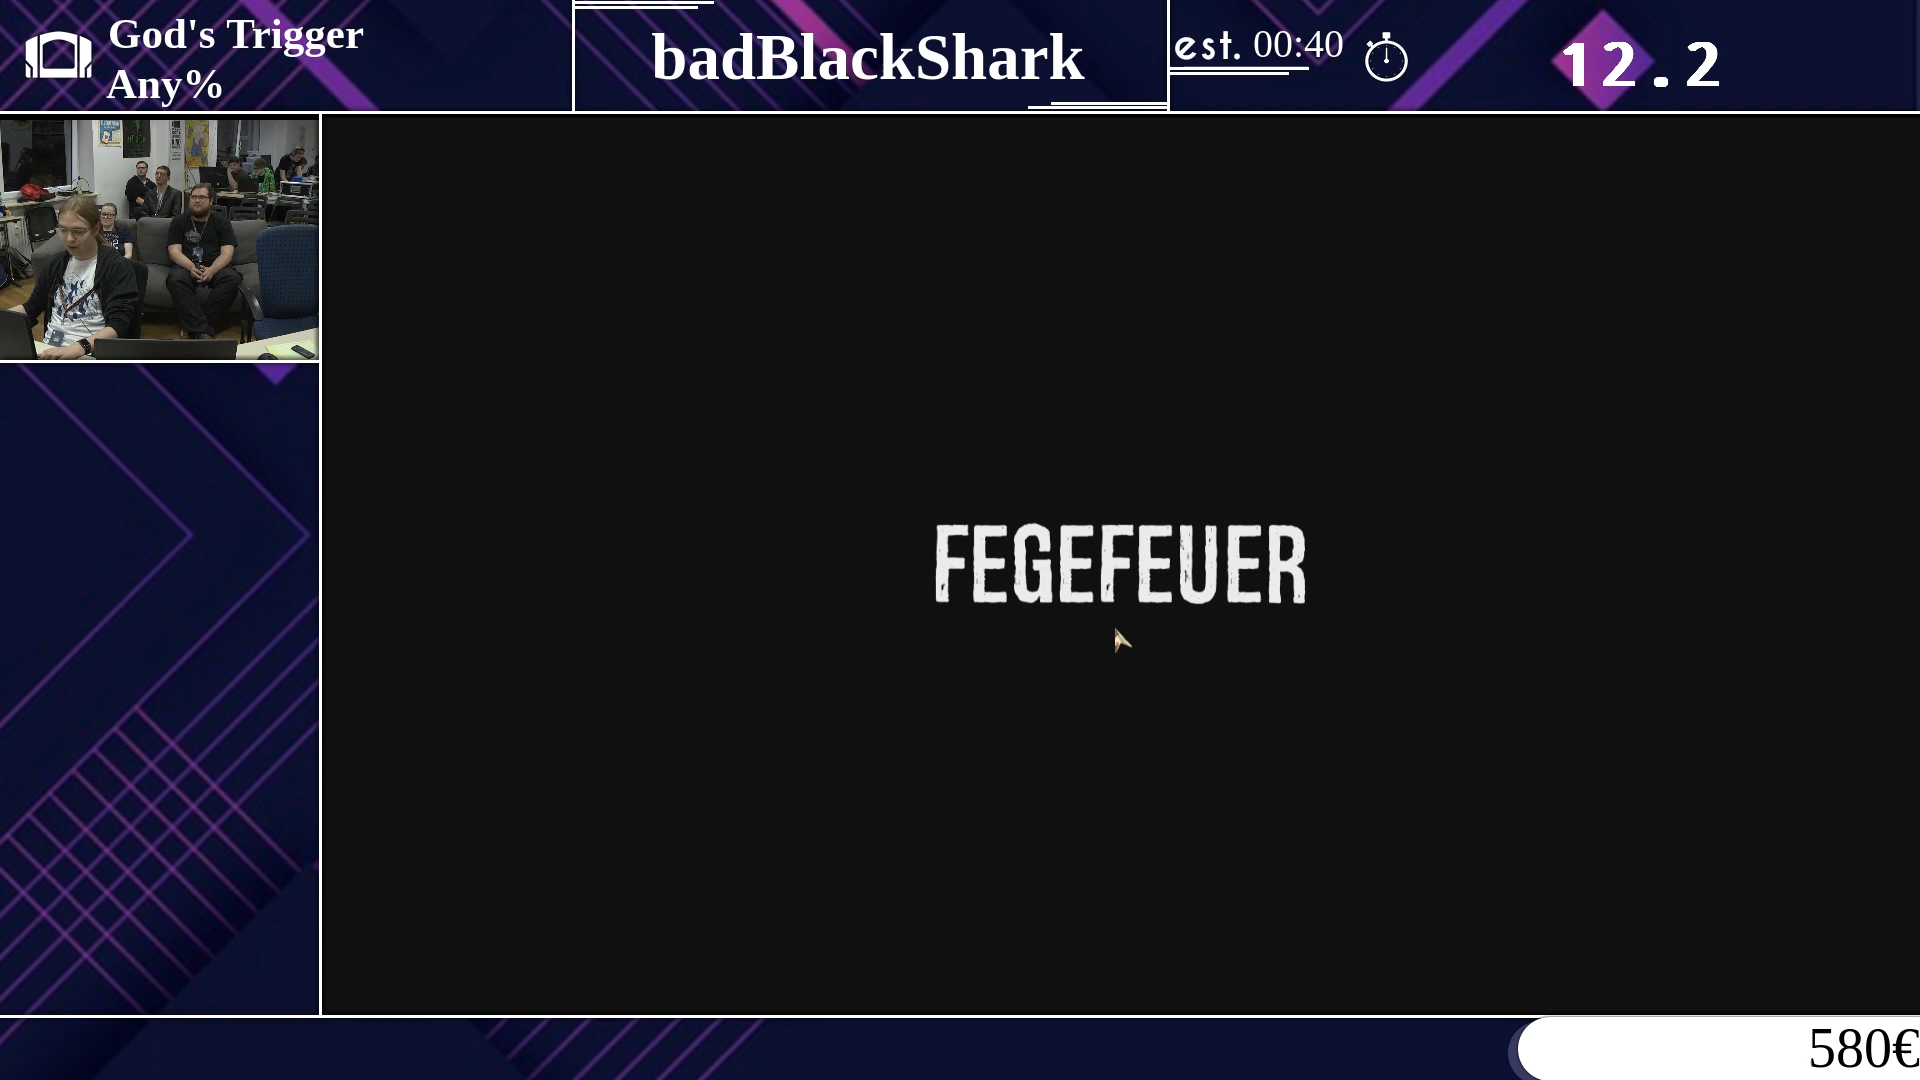 God's Trigger
Any%
badBlackShark
est. 00:40
12.2
FEGEFEUER
580€